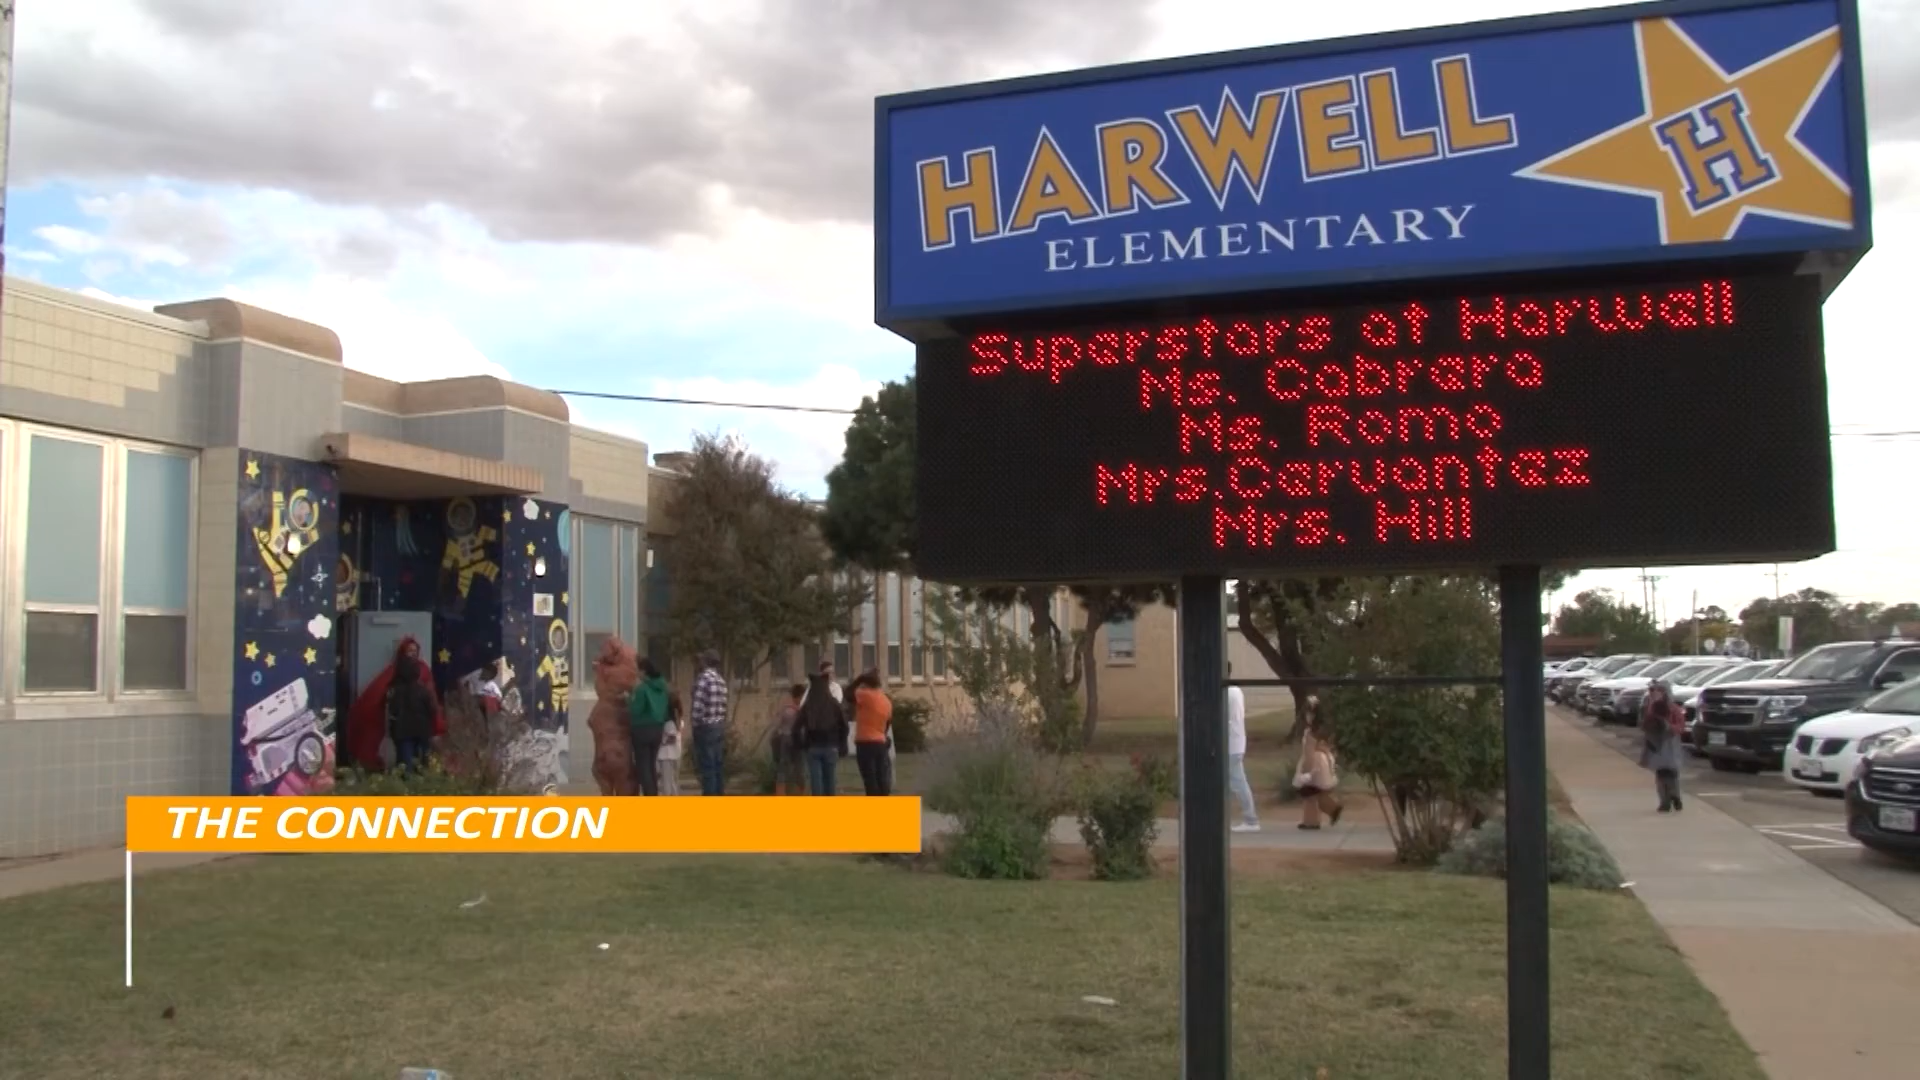 HARWELL
H
ELEMENTARY
Superstars at Harwell
Ms. Cabrera
Ms. Romo
Mrs.Cervantez
Mrs. Hill
THE CONNECTION